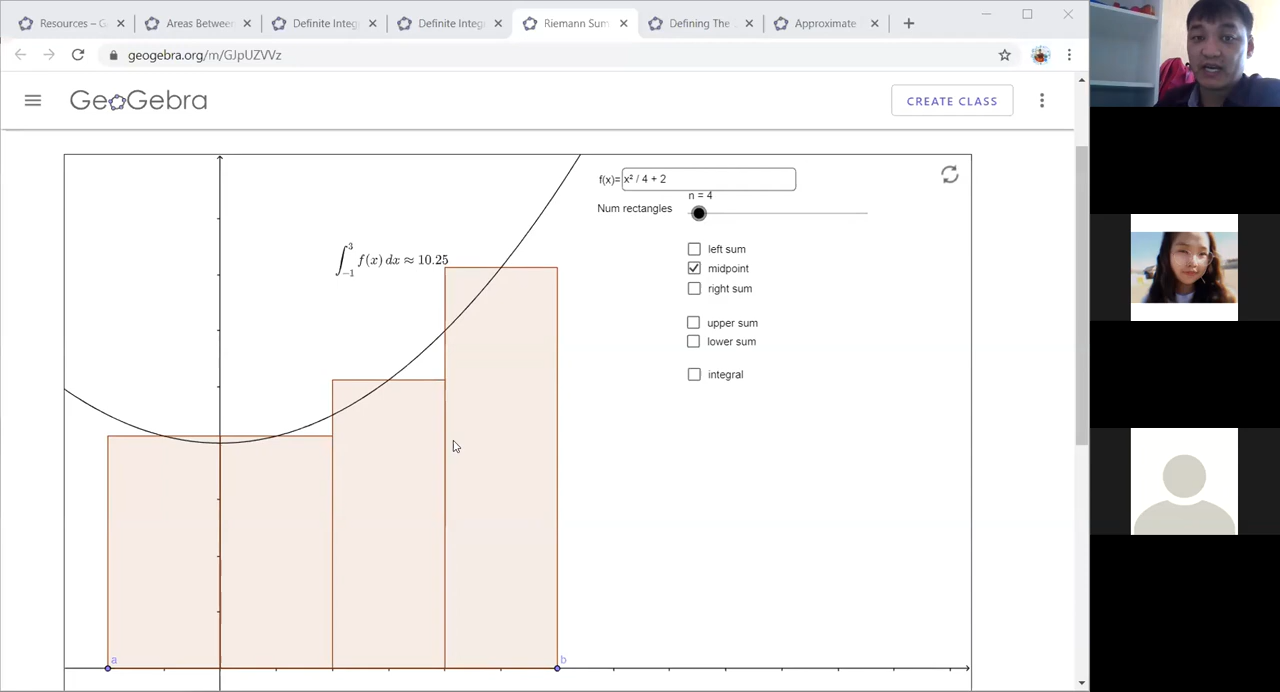 Resources – G
Areas Between
Definite Integ
Definite Integ
Riemann Sum
Defining The
Approximate
geogebra.org/m/GJpUZVVz
GeoGebra
CREATE CLASS
f(x)= x² / 4 + 2
n = 4
Num rectangles
left sum
midpoint
right sum
upper sum
lower sum
integral
∫₋₁³ f(x) dx ≈ 10.25
a
b